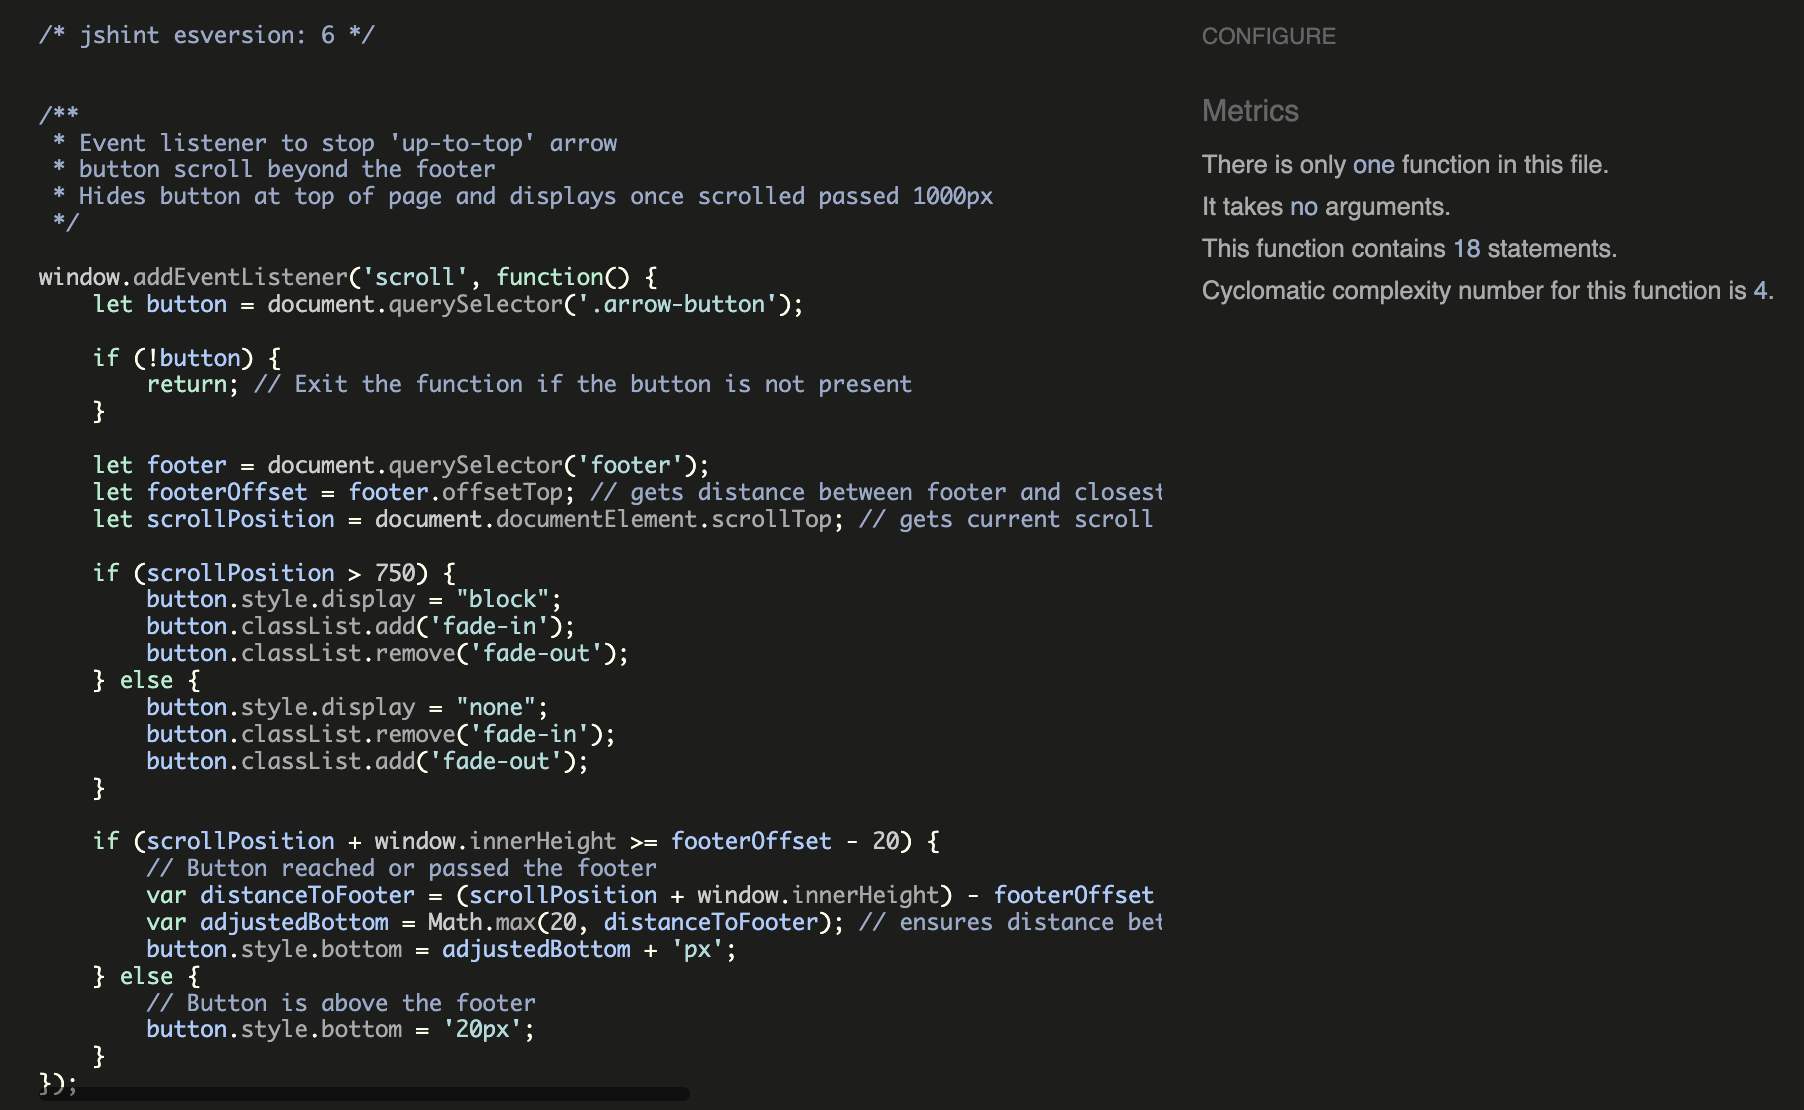 /* jshint esversion: 6 */
/**
 * Event listener to stop 'up-to-top' arrow
 * button scroll beyond the footer
 * Hides button at top of page and displays once scrolled passed 1000px
 */
window.addEventListener('scroll', function() {
    let button = document.querySelector('.arrow-button');
    if (!button) {
        return; // Exit the function if the button is not present
    }
    let footer = document.querySelector('footer');
    let footerOffset = footer.offsetTop; // gets distance between footer and closest
    let scrollPosition = document.documentElement.scrollTop; // gets current scroll
    if (scrollPosition > 750) {
        button.style.display = "block";
        button.classList.add('fade-in');
        button.classList.remove('fade-out');
    } else {
        button.style.display = "none";
        button.classList.remove('fade-in');
        button.classList.add('fade-out');
    }
    if (scrollPosition + window.innerHeight >= footerOffset - 20) {
        // Button reached or passed the footer
        var distanceToFooter = (scrollPosition + window.innerHeight) - footerOffset
        var adjustedBottom = Math.max(20, distanceToFooter); // ensures distance bet
        button.style.bottom = adjustedBottom + 'px';
    } else {
        // Button is above the footer
        button.style.bottom = '20px';
    }
});
CONFIGURE
Metrics
There is only one function in this file.
It takes no arguments.
This function contains 18 statements.
Cyclomatic complexity number for this function is 4.